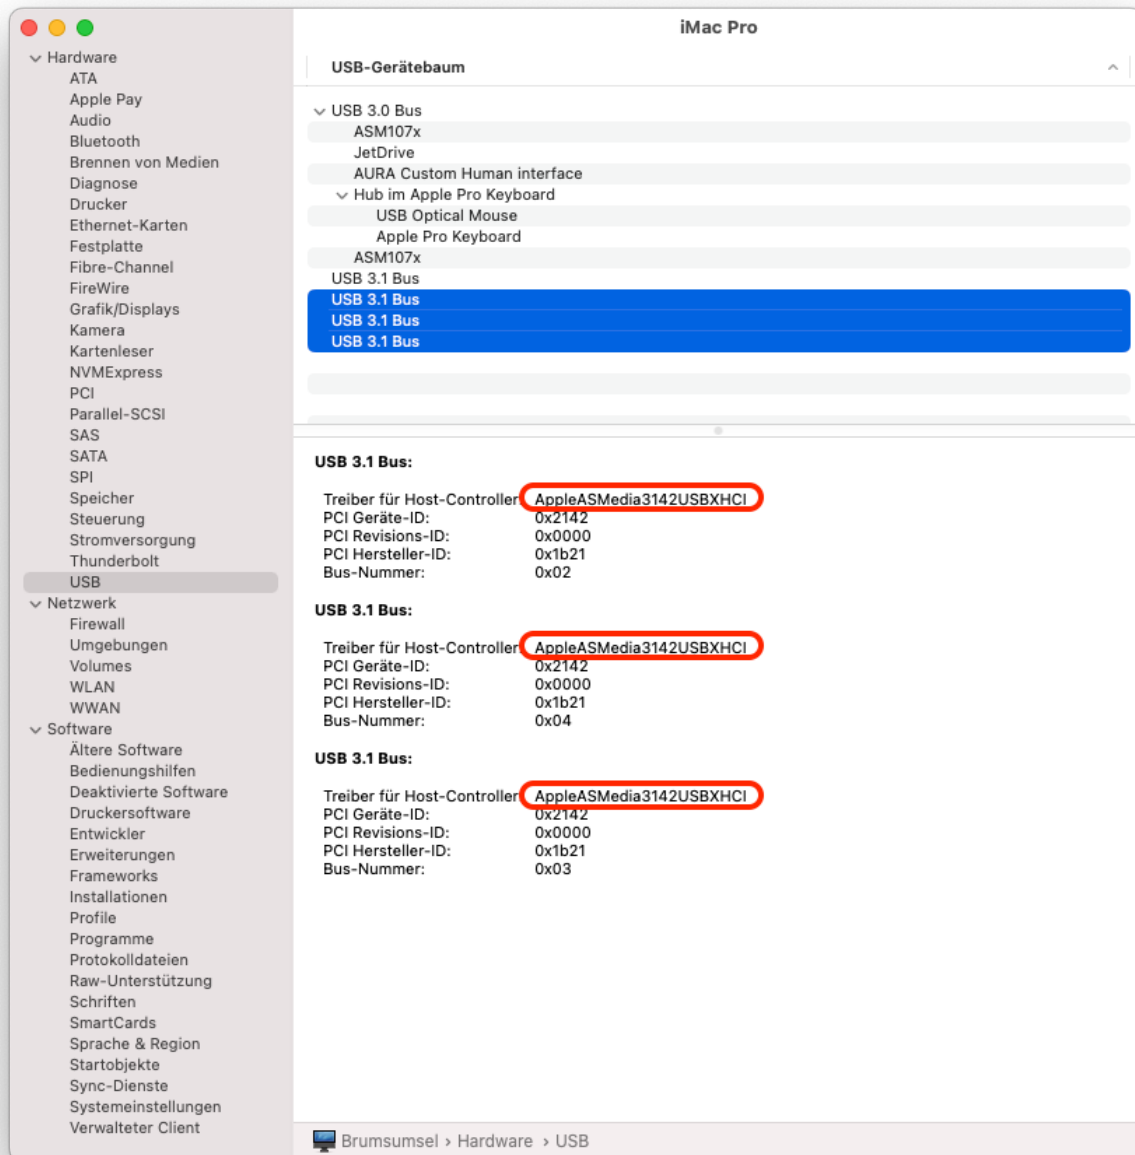 iMac Pro
Hardware
ATA
Apple Pay
Audio
Bluetooth
Brennen von Medien
Diagnose
Drucker
Ethernet-Karten
Festplatte
Fibre-Channel
FireWire
Grafik/Displays
Kamera
Kartenleser
NVMExpress
PCI
Parallel-SCSI
SAS
SATA
SPI
Speicher
Steuerung
Stromversorgung
Thunderbolt
USB
Netzwerk
Firewall
Umgebungen
Volumes
WLAN
WWAN
Software
Ältere Software
Bedienungshilfen
Deaktivierte Software
Druckersoftware
Entwickler
Erweiterungen
Frameworks
Installationen
Profile
Programme
Protokolldateien
Raw-Unterstützung
Schriften
SmartCards
Sprache & Region
Startobjekte
Sync-Dienste
Systemeinstellungen
Verwalteter Client
USB-Gerätebaum
USB 3.0 Bus
ASM107x
JetDrive
AURA Custom Human interface
Hub im Apple Pro Keyboard
USB Optical Mouse
Apple Pro Keyboard
ASM107x
USB 3.1 Bus
USB 3.1 Bus
USB 3.1 Bus
USB 3.1 Bus
USB 3.1 Bus:
Treiber für Host-Controller: AppleASMedia3142USBXHCI
PCI Geräte-ID: 0x2142
PCI Revisions-ID: 0x0000
PCI Hersteller-ID: 0x1b21
Bus-Nummer: 0x02
USB 3.1 Bus:
Treiber für Host-Controller: AppleASMedia3142USBXHCI
PCI Geräte-ID: 0x2142
PCI Revisions-ID: 0x0000
PCI Hersteller-ID: 0x1b21
Bus-Nummer: 0x04
USB 3.1 Bus:
Treiber für Host-Controller: AppleASMedia3142USBXHCI
PCI Geräte-ID: 0x2142
PCI Revisions-ID: 0x0000
PCI Hersteller-ID: 0x1b21
Bus-Nummer: 0x03
Brumsumsel › Hardware › USB